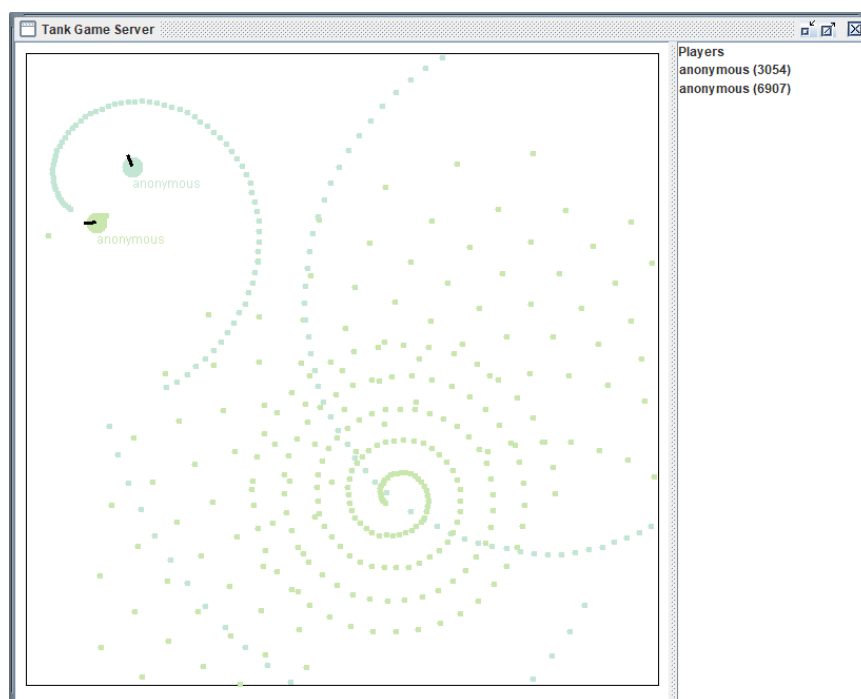 Tank Game Server
Players
anonymous (3054)
anonymous (6907)
anonymous
anonymous